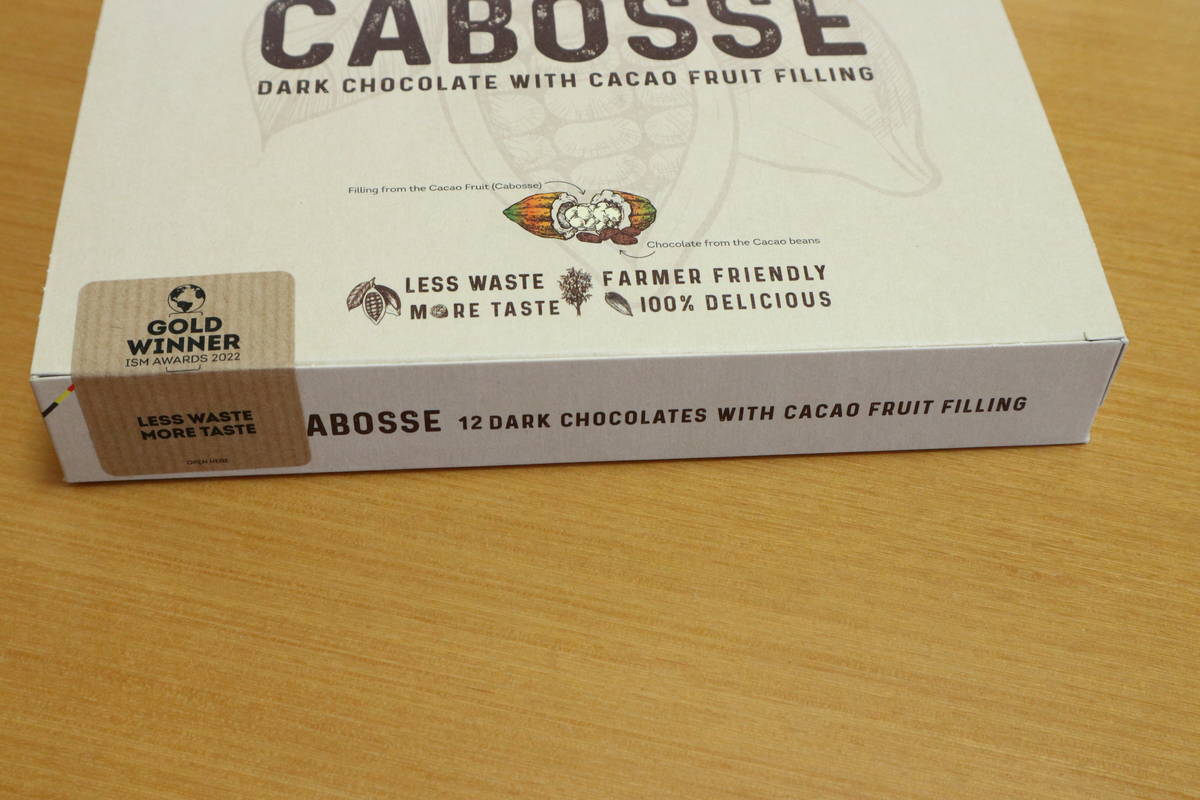 CABOSSE
DARK CHOCOLATE WITH CACAO FRUIT FILLING
Filling from the Cacao Fruit (Cabosse)
Chocolate from the Cacao beans
LESS WASTE
MORE TASTE
FARMER FRIENDLY
100% DELICIOUS
GOLD
WINNER
ISM AWARDS 2022
LESS WASTE
MORE TASTE
OPEN HERE
ABOSSE 12 DARK CHOCOLATES WITH CACAO FRUIT FILLING